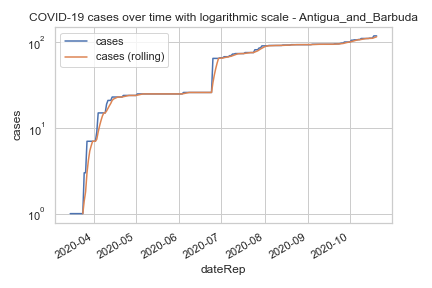 COVID-19 cases over time with logarithmic scale - Antigua_and_Barbuda
cases
cases (rolling)
10²
10¹
10⁰
cases
2020-04
2020-05
2020-06
2020-07
2020-08
2020-09
2020-10
dateRep